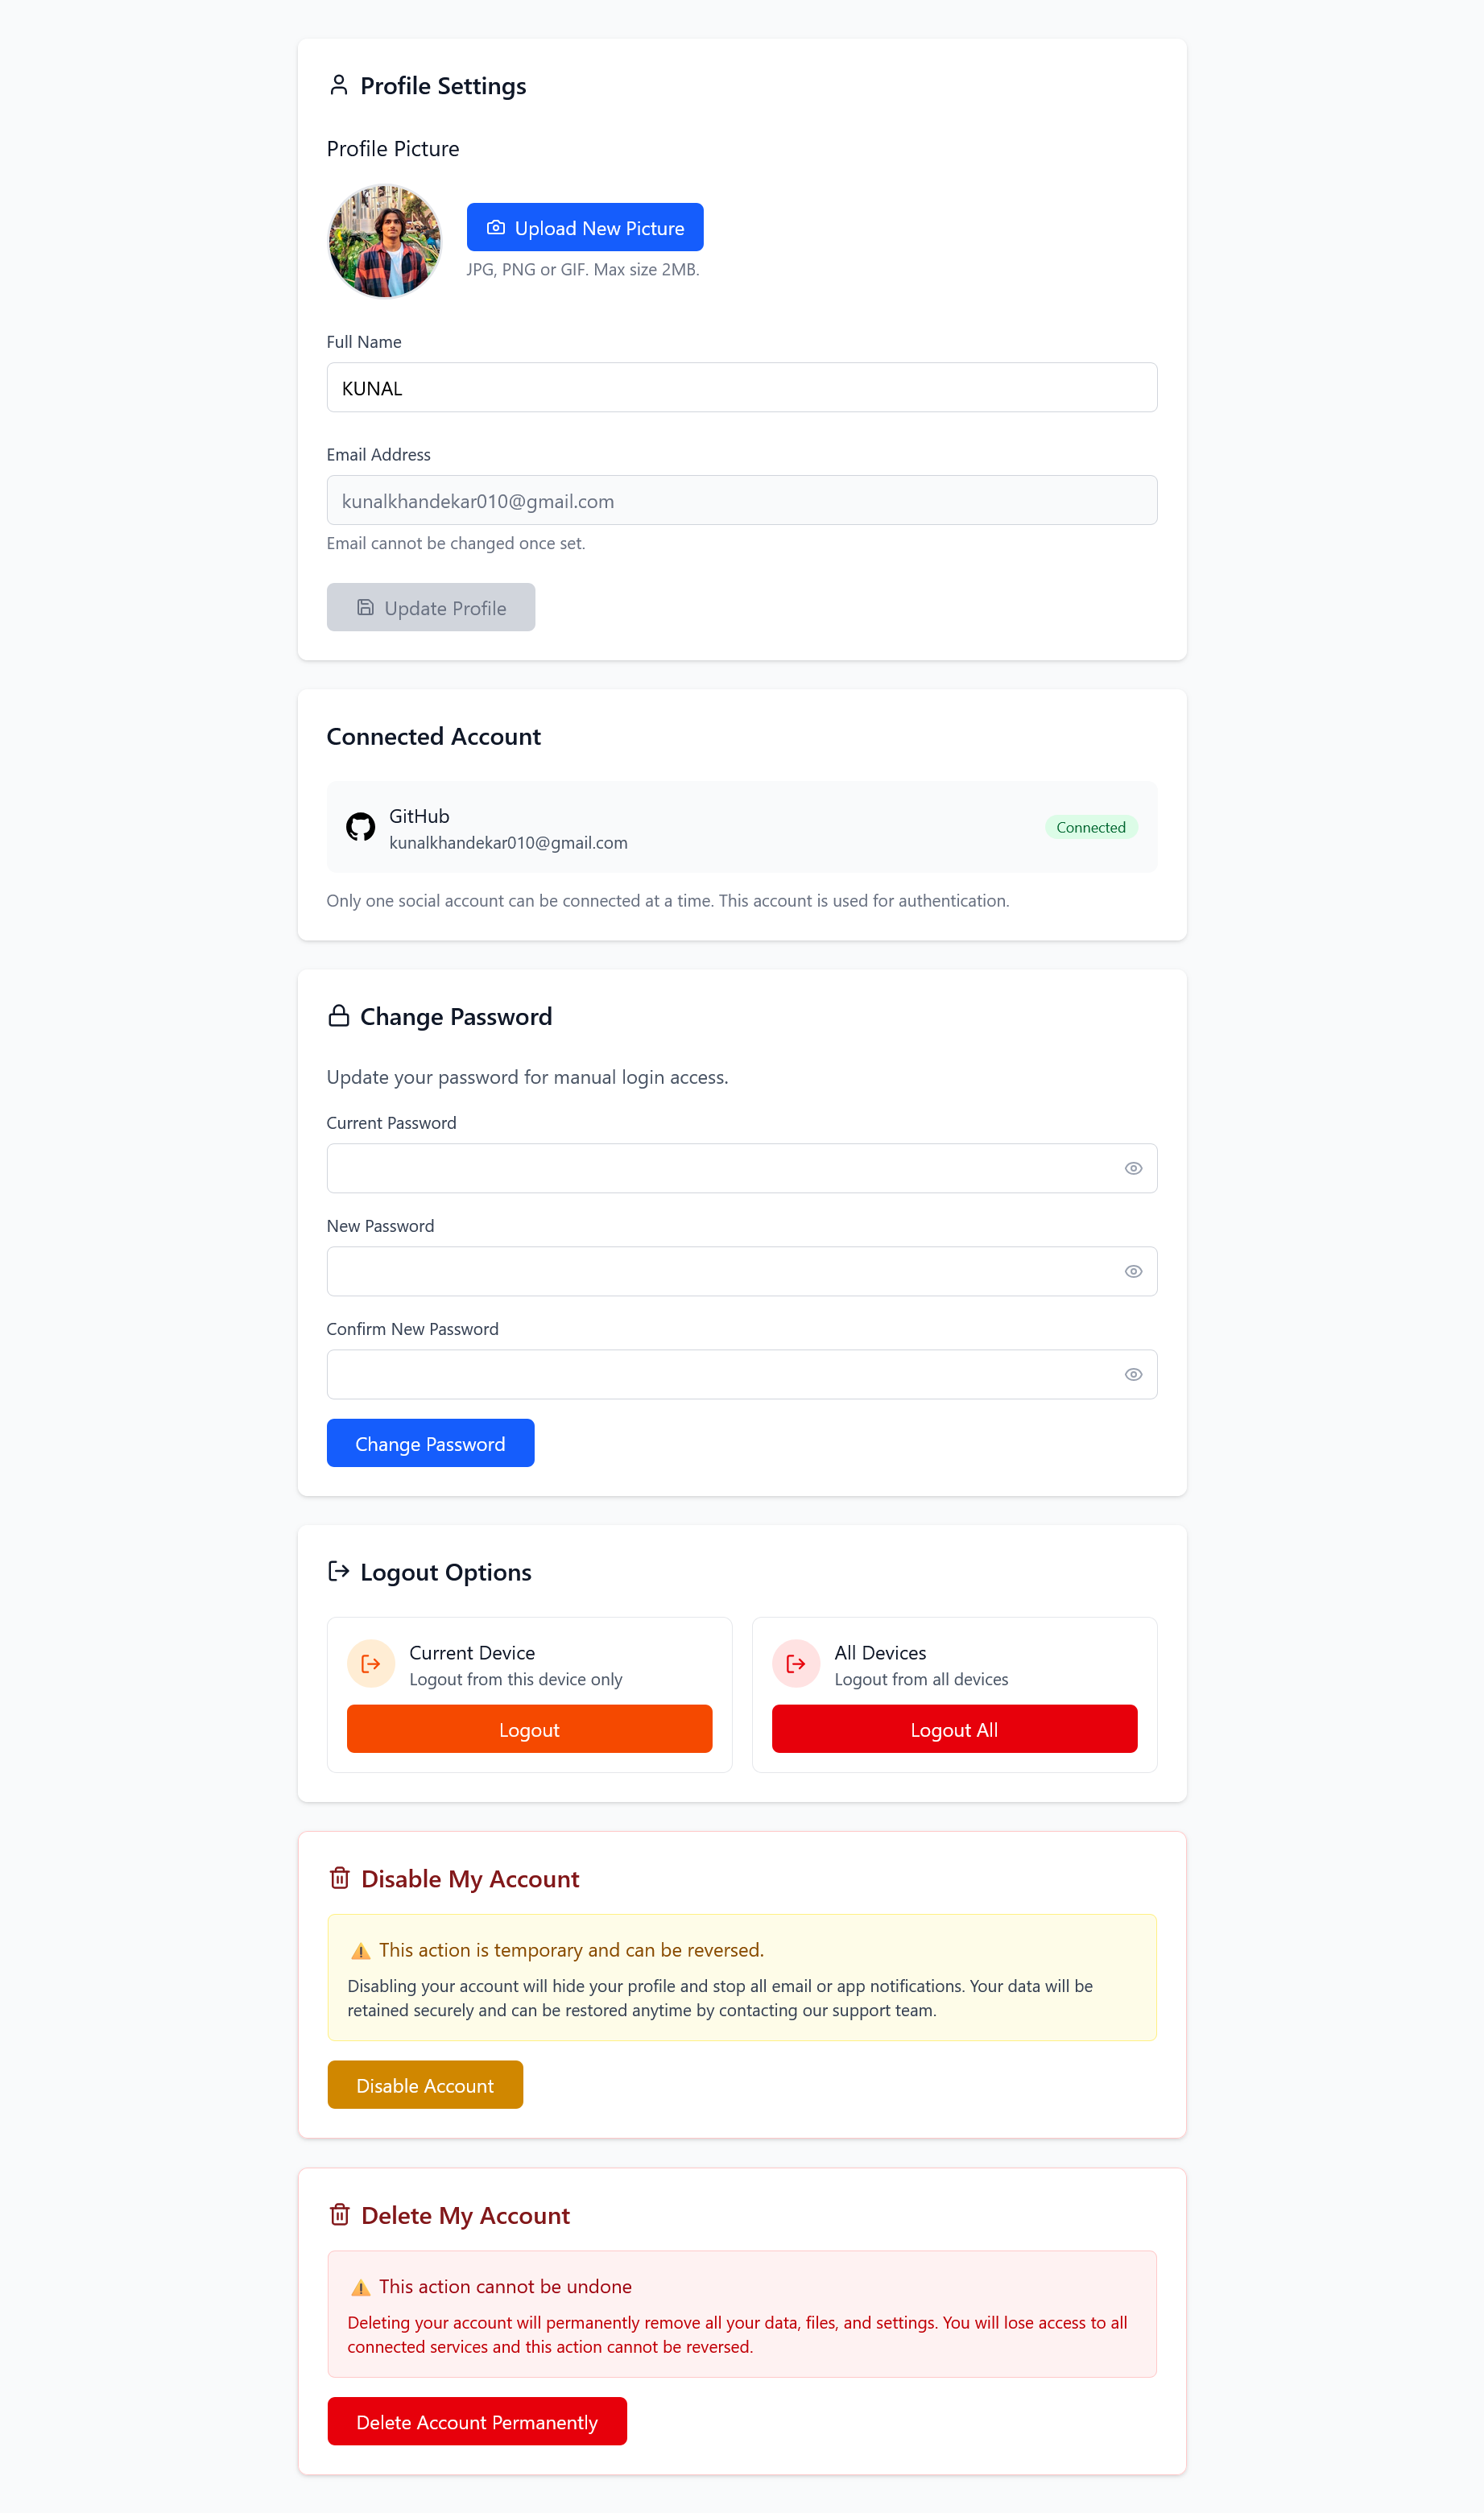 Profile Settings
Profile Picture
Upload New Picture
JPG, PNG or GIF. Max size 2MB.
Full Name
KUNAL
Email Address
kunalkhandekar010@gmail.com
Email cannot be changed once set.
Update Profile
Connected Account
GitHub
kunalkhandekar010@gmail.com
Connected
Only one social account can be connected at a time. This account is used for authentication.
Change Password
Update your password for manual login access.
Current Password
New Password
Confirm New Password
Change Password
Logout Options
Current Device
Logout from this device only
Logout
All Devices
Logout from all devices
Logout All
Disable My Account
This action is temporary and can be reversed.
Disabling your account will hide your profile and stop all email or app notifications. Your data will be
retained securely and can be restored anytime by contacting our support team.
Disable Account
Delete My Account
This action cannot be undone
Deleting your account will permanently remove all your data, files, and settings. You will lose access to all
connected services and this action cannot be reversed.
Delete Account Permanently